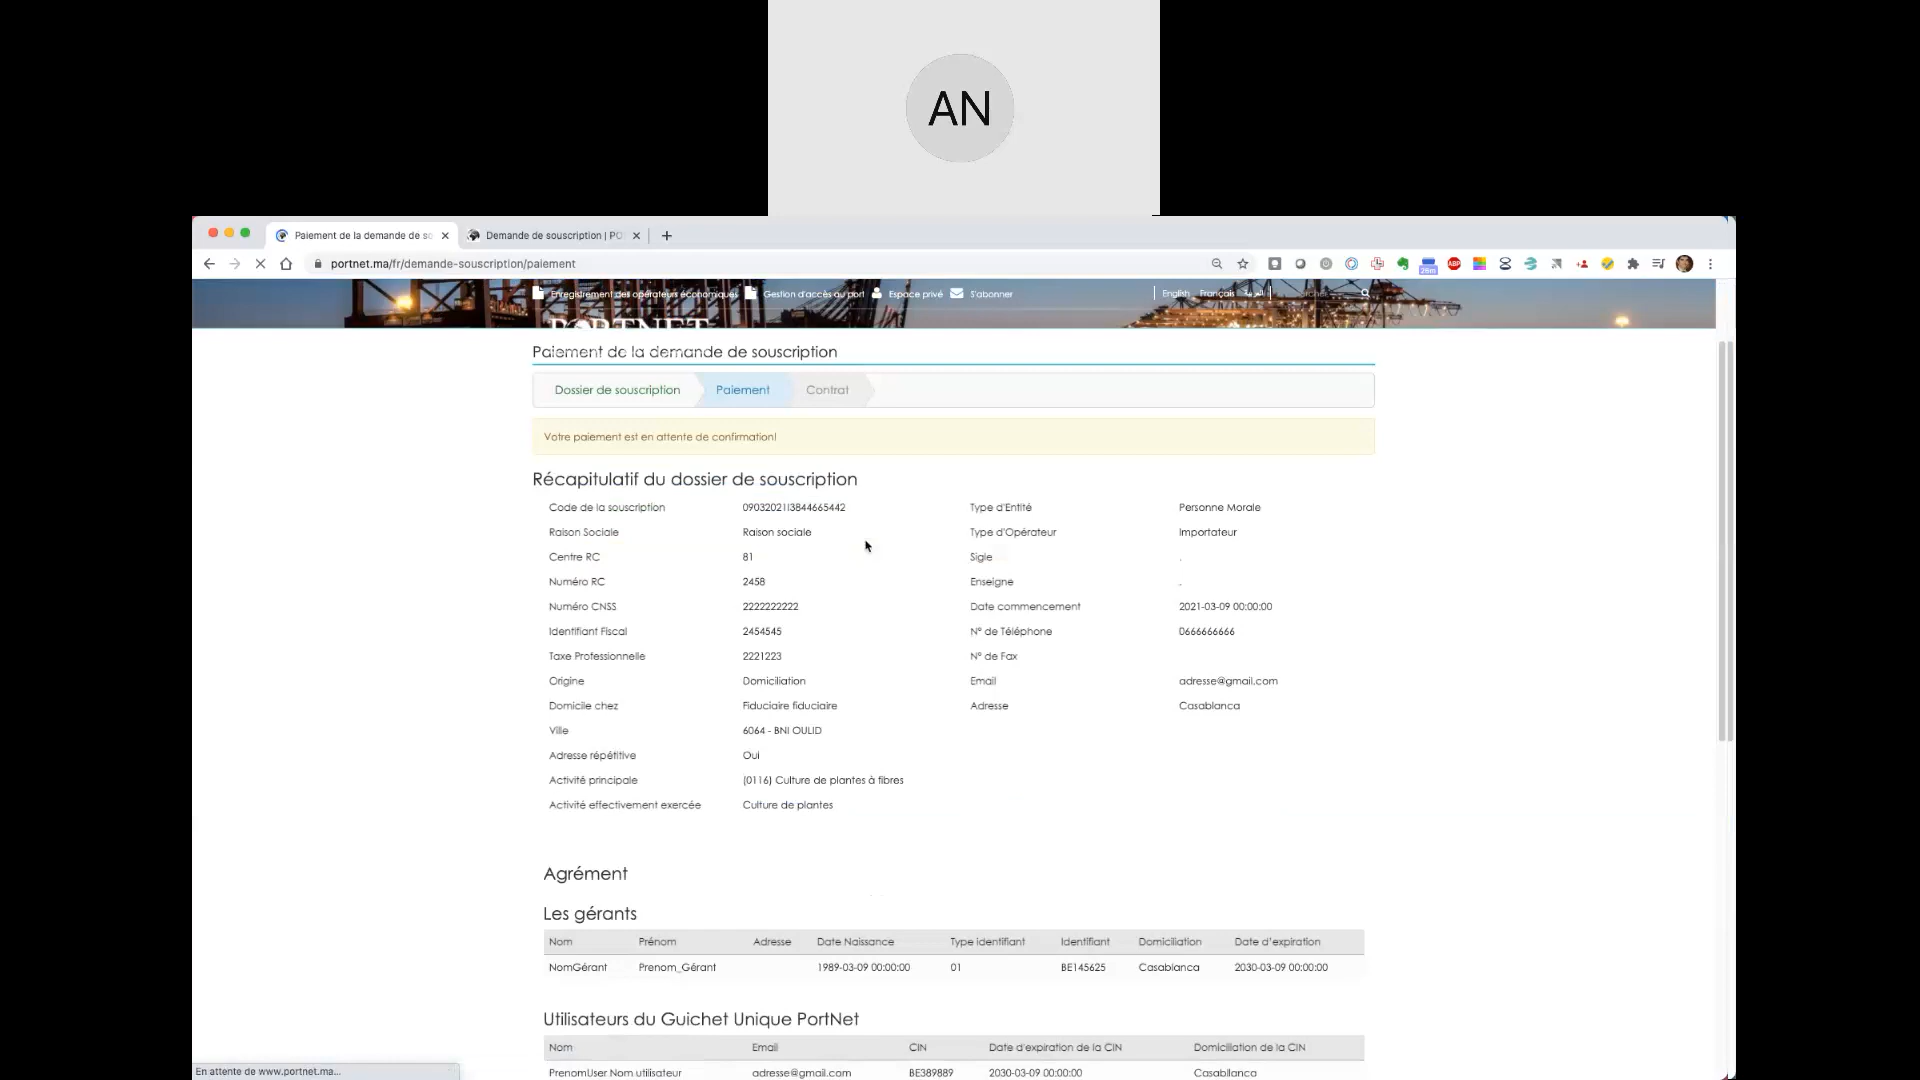 AN
Paiement de la demande de so
Demande de souscription | PO
portnet.ma/fr/demande-souscription/paiement
26m
ABP
Enregistrement des opérateurs économiques Gestion d'accès au port Espace privé S'abonner English Français
PORTNET
Paiement de la demande de souscription
Dossier de souscription Paiement Contrat
Votre paiement est en attente de confirmation!
Récapitulatif du dossier de souscription
Code de la souscription 09032021I3844665442 Type d'Entité Personne Morale
Raison Sociale Raison sociale Type d'Opérateur Importateur
Centre RC 81 Sigle .
Numéro RC 2458 Enseigne .
Numéro CNSS 2222222222 Date commencement 2021-03-09 00:00:00
Identifiant Fiscal 2454545 N° de Téléphone 0666666666
Taxe Professionnelle 2221223 N° de Fax
Origine Domiciliation Email adresse@gmail.com
Domicile chez Fiduciaire fiduciaire Adresse Casablanca
Ville 6064 - BNI OULID
Adresse répétitive Oui
Activité principale (0116) Culture de plantes à fibres
Activité effectivement exercée Culture de plantes
Agrément
Les gérants
Nom Prénom Adresse Date Naissance Type identifiant Identifiant Domiciliation Date d'expiration
NomGérant Prenom_Gérant 1989-03-09 00:00:00 01 BE145625 Casablanca 2030-03-09 00:00:00
Utilisateurs du Guichet Unique PortNet
Nom Email CIN Date d'expiration de la CIN Domiciliation de la CIN
PrenomUser Nom utilisateur adresse@gmail.com BE389889 2030-03-09 00:00:00 Casabllanca
En attente de www.portnet.ma...